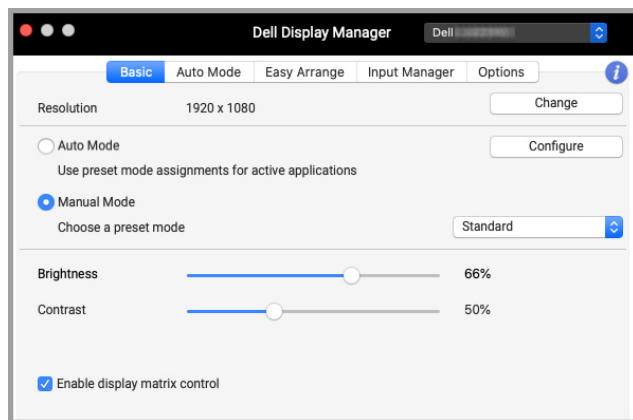 Dell Display Manager Dell
Basic Auto Mode Easy Arrange Input Manager Options i
Resolution 1920 x 1080 Change
Auto Mode Configure
Use preset mode assignments for active applications
Manual Mode
Choose a preset mode Standard
Brightness 66%
Contrast 50%
Enable display matrix control